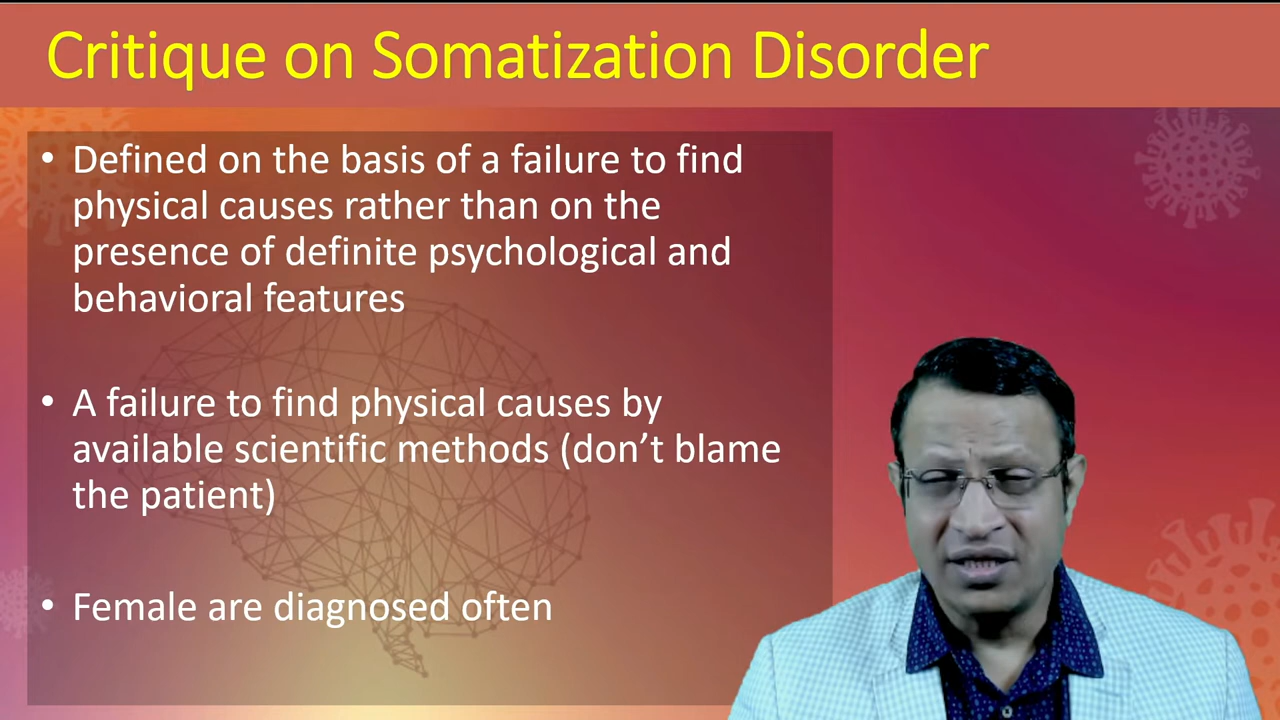 Critique on Somatization Disorder
• Defined on the basis of a failure to find
physical causes rather than on the
presence of definite psychological and
behavioral features
• A failure to find physical causes by
available scientific methods (don’t blame
the patient)
• Female are diagnosed often